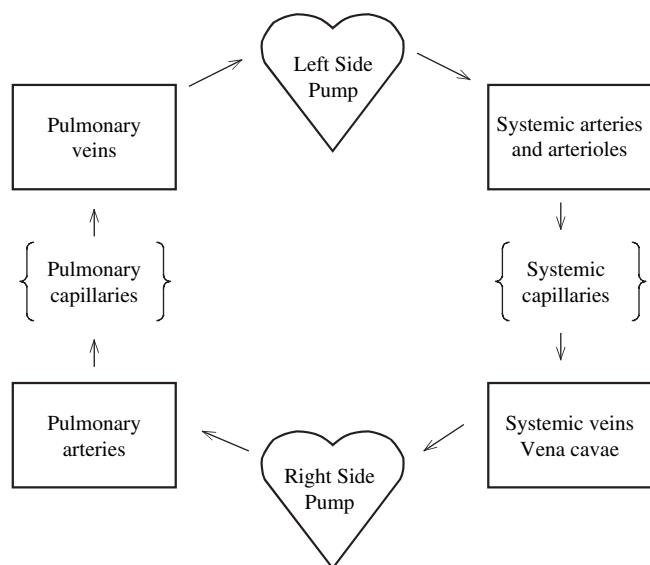 Left Side
Pump
Pulmonary
veins
Systemic arteries
and arterioles
Pulmonary
capillaries
Systemic
capillaries
Pulmonary
arteries
Systemic veins
Vena cavae
Right Side
Pump